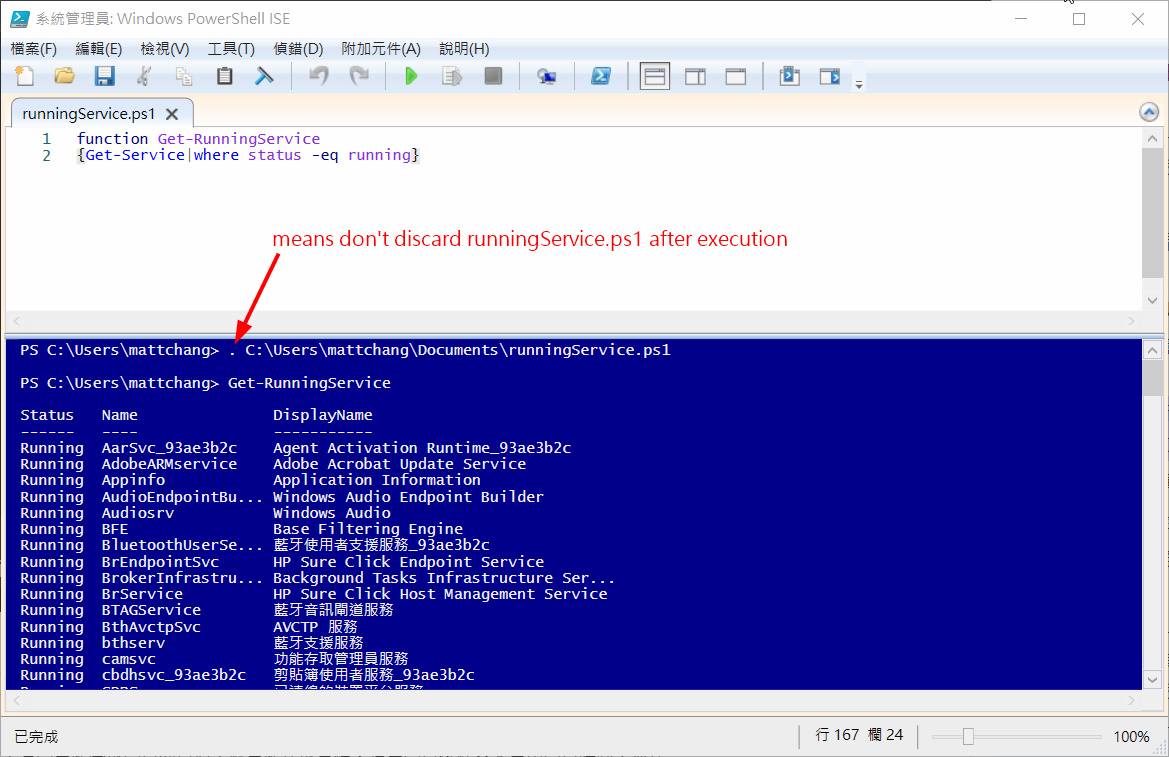 系統管理員: Windows PowerShell ISE
檔案(F) 編輯(E) 檢視(V) 工具(T) 偵錯(D) 附加元件(A) 說明(H)
runningService.ps1
1 function Get-RunningService
2 {Get-Service|where status -eq running}
means don't discard runningService.ps1 after execution
PS C:\Users\mattchang> . C:\Users\mattchang\Documents\runningService.ps1
PS C:\Users\mattchang> Get-RunningService
Status Name DisplayName
------ ---- -----------
Running AarSvc_93ae3b2c Agent Activation Runtime_93ae3b2c
Running AdobeARMservice Adobe Acrobat Update Service
Running Appinfo Application Information
Running AudioEndpointBu... Windows Audio Endpoint Builder
Running Audiosrv Windows Audio
Running BFE Base Filtering Engine
Running BluetoothUserSe... 藍牙使用者支援服務_93ae3b2c
Running BrEndpointSvc HP Sure Click Endpoint Service
Running BrokerInfrastru... Background Tasks Infrastructure Ser...
Running BrService HP Sure Click Host Management Service
Running BTAGService 藍牙音訊閘道服務
Running BthAvctpSvc AVCTP 服務
Running bthserv 藍牙支援服務
Running camsvc 功能存取管理員服務
Running cbdhsvc_93ae3b2c 剪貼簿使用者服務_93ae3b2c
已完成 行 167 欄 24 100%